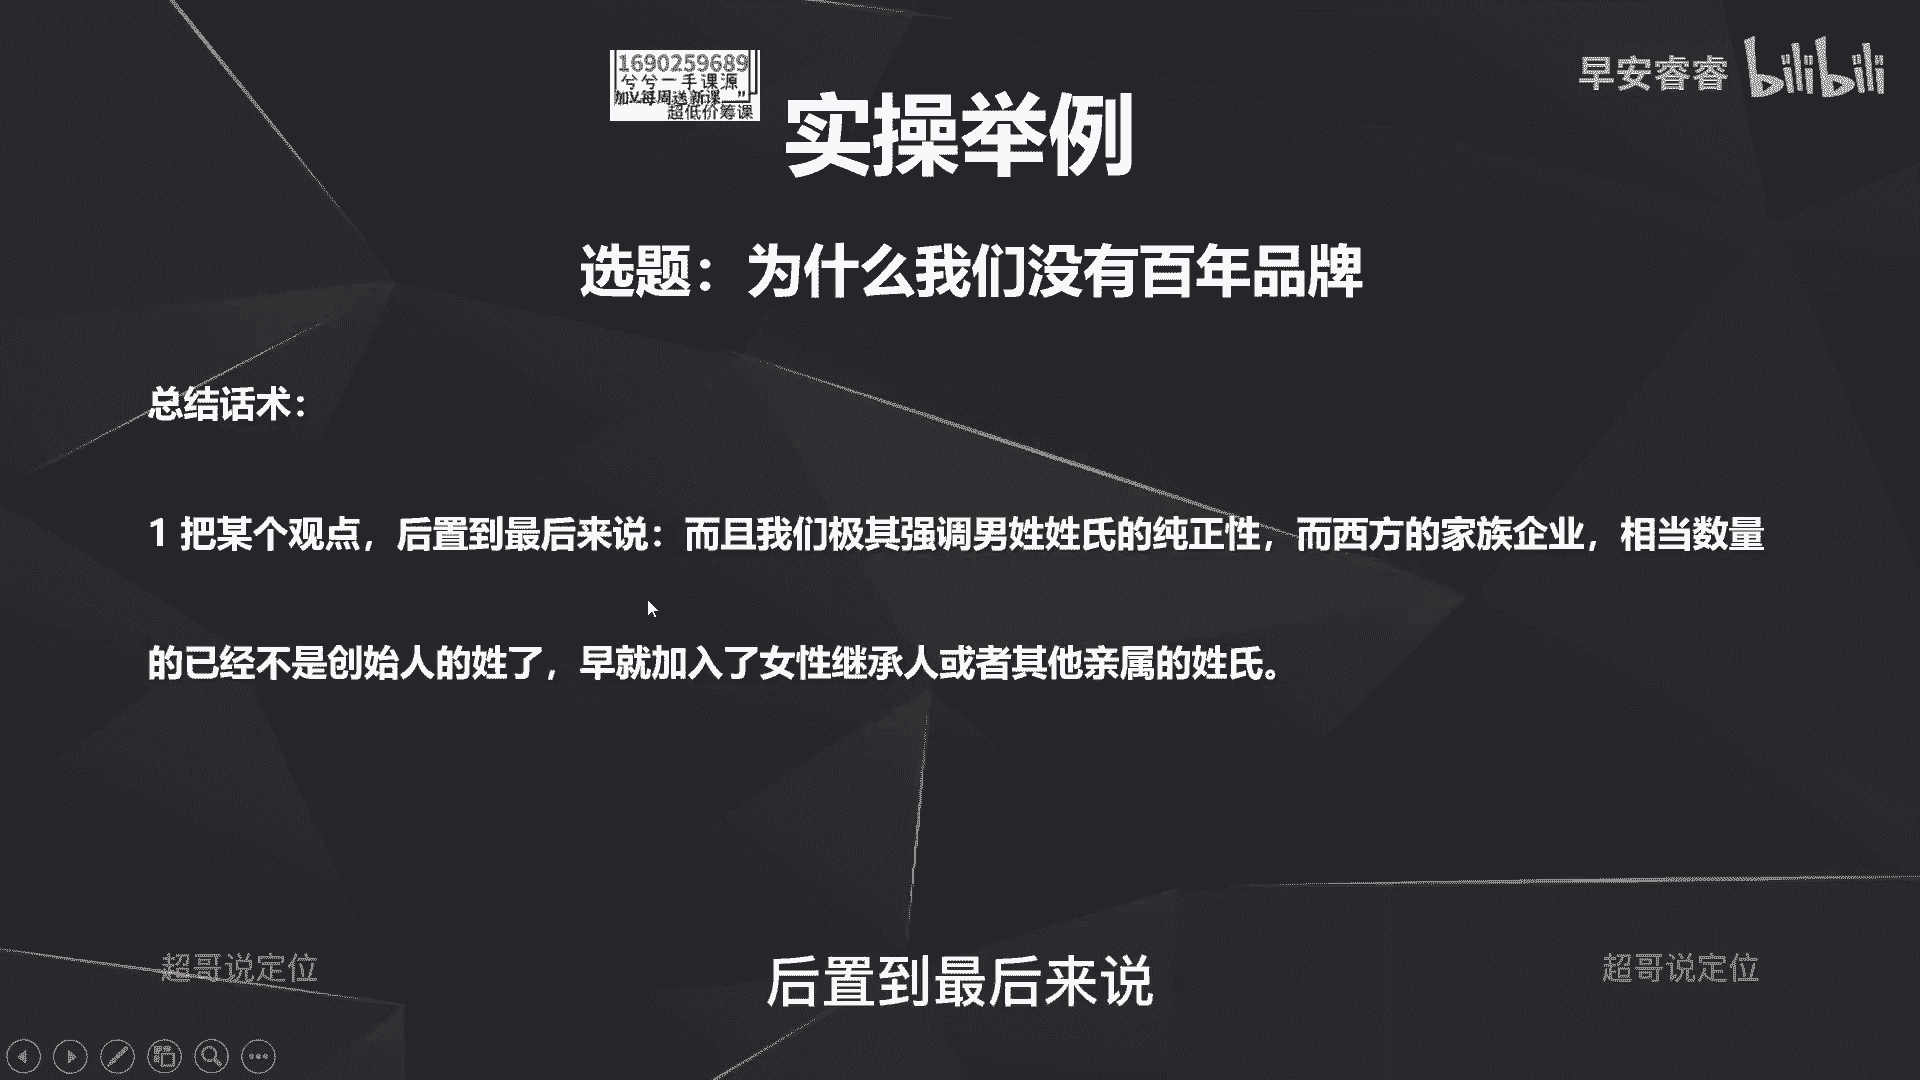 1690259689
兮兮一手课源
加V每周送新课
超低价筹课
早安睿睿 bilibili
实操举例
选题：为什么我们没有百年品牌
总结话术：
1 把某个观点，后置到最后来说：而且我们极其强调男姓姓氏的纯正性，而西方的家族企业，相当数量
的已经不是创始人的姓了，早就加入了女性继承人或者其他亲属的姓氏。
超哥说定位
超哥说定位
后置到最后来说